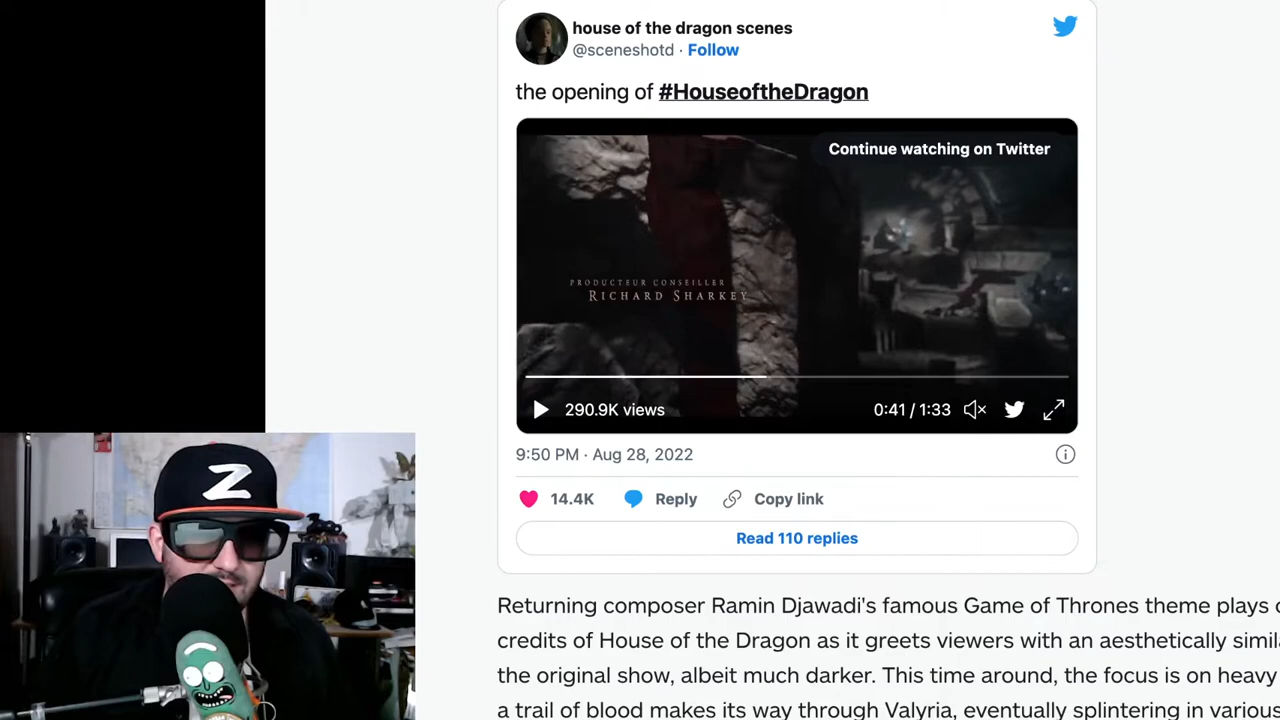 house of the dragon scenes
@sceneshotd · Follow
the opening of #HouseoftheDragon
Continue watching on Twitter
PRODUCTEUR CONSEILLER
RICHARD SHARKEY
290.9K views
0:41 / 1:33
9:50 PM · Aug 28, 2022
14.4K
Reply
Copy link
Read 110 replies
Z
Returning composer Ramin Djawadi's famous Game of Thrones theme plays
credits of House of the Dragon as it greets viewers with an aesthetically
the original show, albeit much darker. This time around, the focus is on heavy
a trail of blood makes its way through Valyria, eventually splintering in